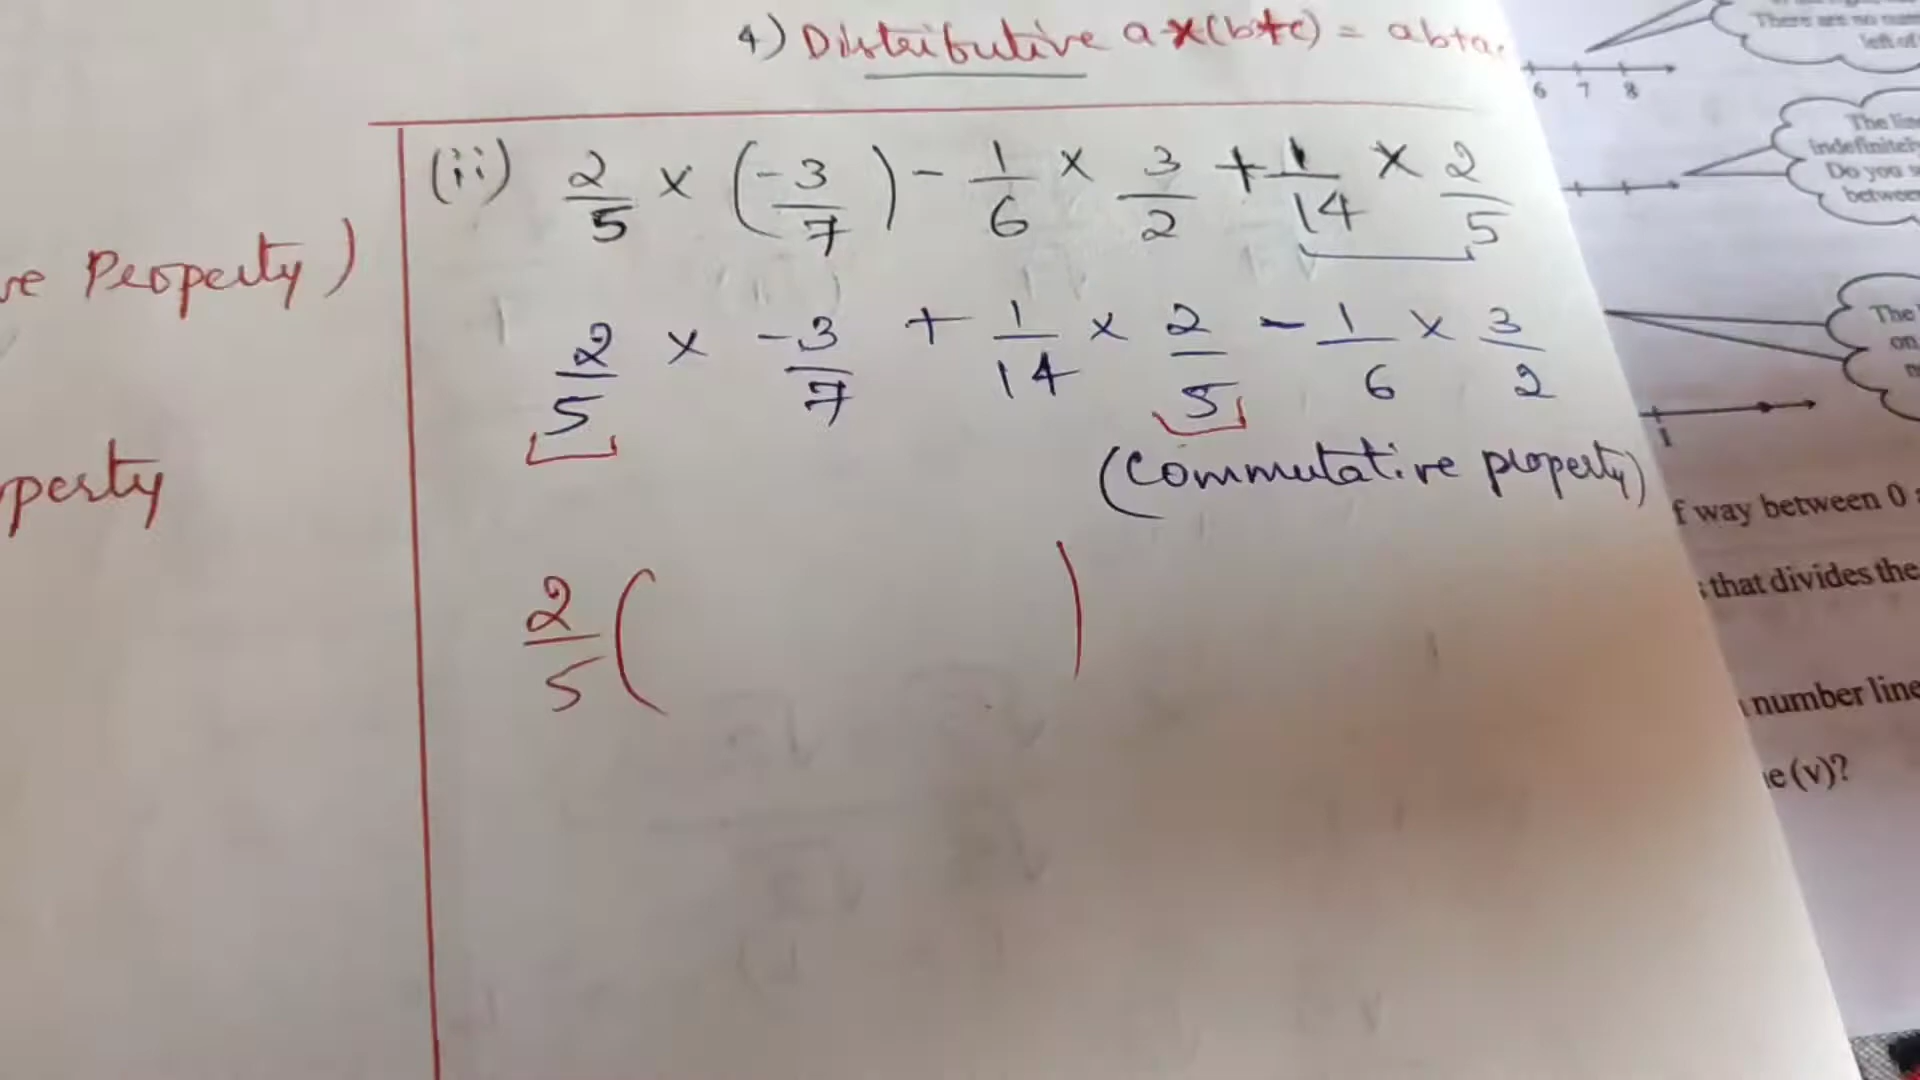 4) Distributive a x (b+c) = ab+a
(ii) 2/5 × (-3/7) - 1/6 × 3/2 + 1/14 × 2/5
2/5 × -3/7 + 1/14 × 2/5 - 1/6 × 3/2
(Commutative property)
2/5 ( )
Property)
perty
There are no
left of
6 7 8
The
indefinitely
Do you
between
The
on
1
f way between 0
that divides the
number line
e (v)?